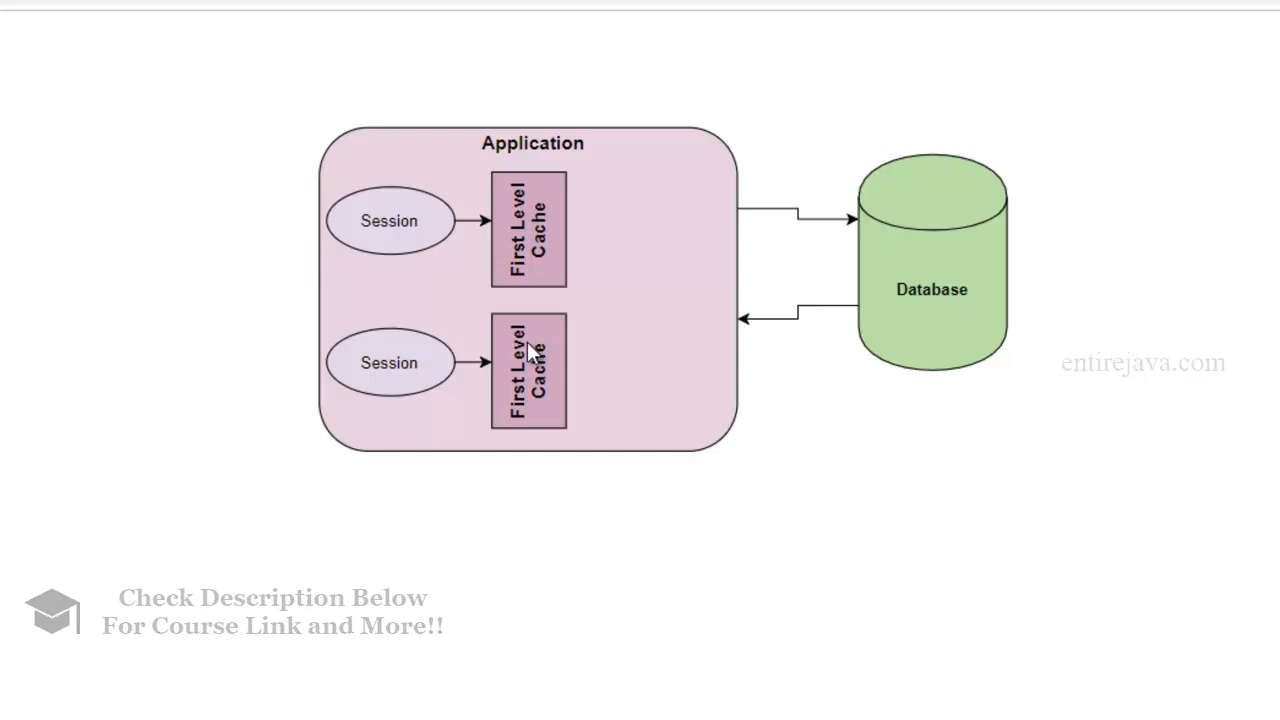 Application
Session
First Level
Cache
Session
First Level
Cache
Database
entirejava.com
Check Description Below
For Course Link and More!!